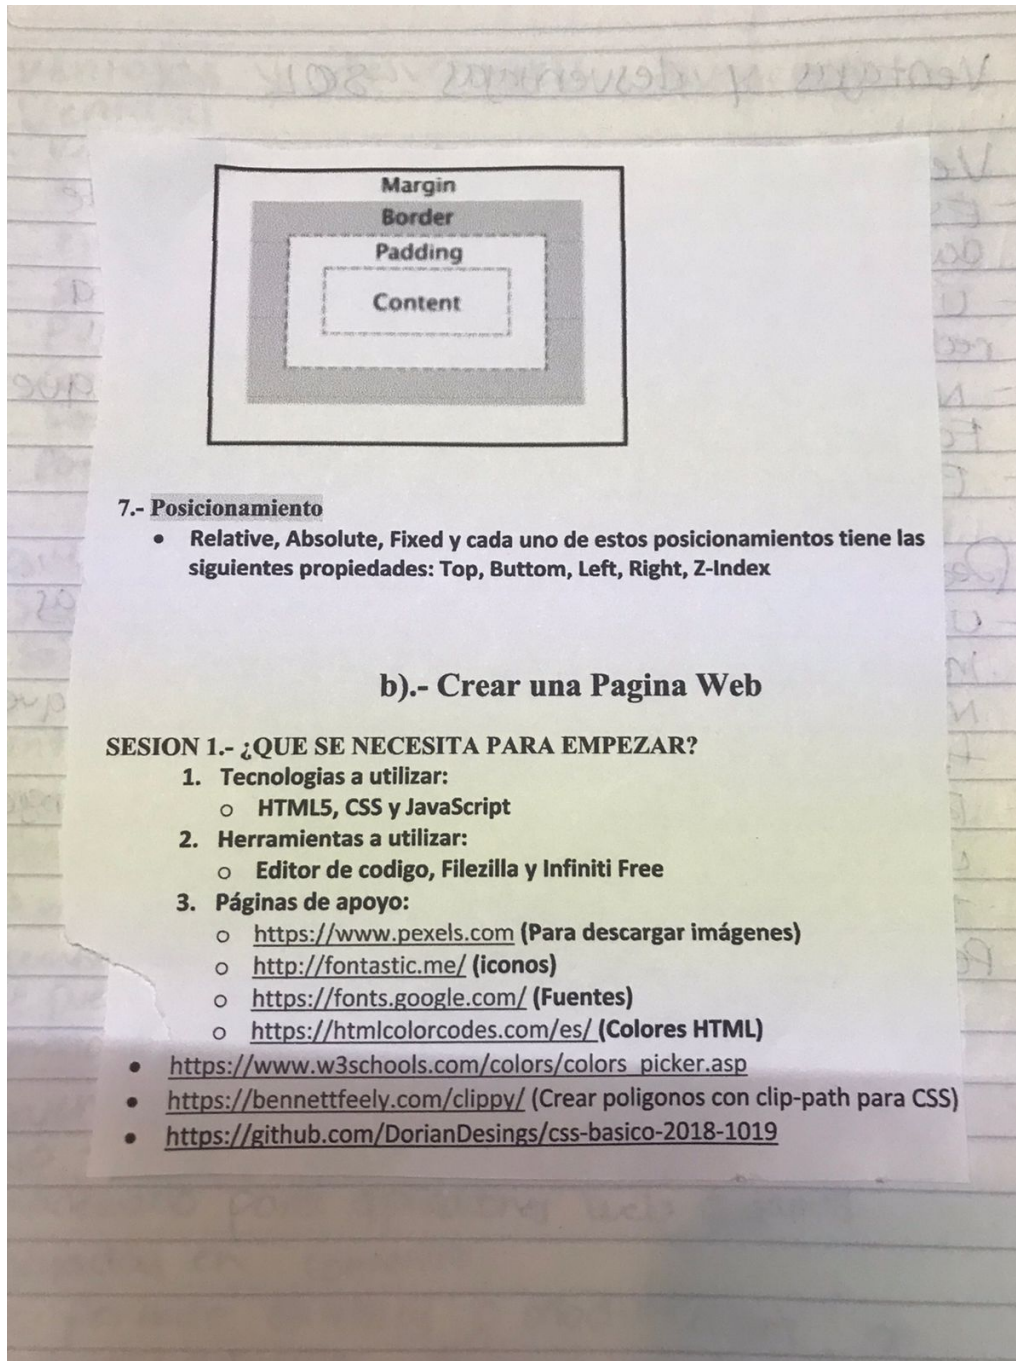 Ventajas y desventajas SQL
Margin
Border
Padding
Content
7.- Posicionamiento
• Relative, Absolute, Fixed y cada uno de estos posicionamientos tiene las
siguientes propiedades: Top, Buttom, Left, Right, Z-Index
b).- Crear una Pagina Web
SESION 1.- ¿QUE SE NECESITA PARA EMPEZAR?
1. Tecnologias a utilizar:
o HTML5, CSS y JavaScript
2. Herramientas a utilizar:
o Editor de codigo, Filezilla y Infiniti Free
3. Páginas de apoyo:
o https://www.pexels.com (Para descargar imágenes)
o http://fontastic.me/ (iconos)
o https://fonts.google.com/ (Fuentes)
o https://htmlcolorcodes.com/es/ (Colores HTML)
• https://www.w3schools.com/colors/colors_picker.asp
• https://bennettfeely.com/clippy/ (Crear poligonos con clip-path para CSS)
• https://github.com/DorianDesings/css-basico-2018-1019